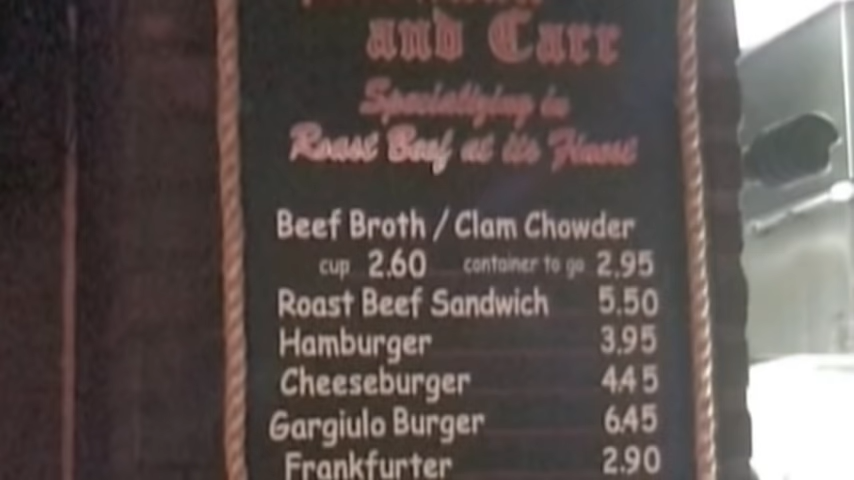 and Carr
Specializing in
Roast Beef at its Finest
Beef Broth / Clam Chowder
cup 2.60 container to go 2.95
Roast Beef Sandwich 5.50
Hamburger 3.95
Cheeseburger 4.45
Gargiulo Burger 6.45
Frankfurter 2.90